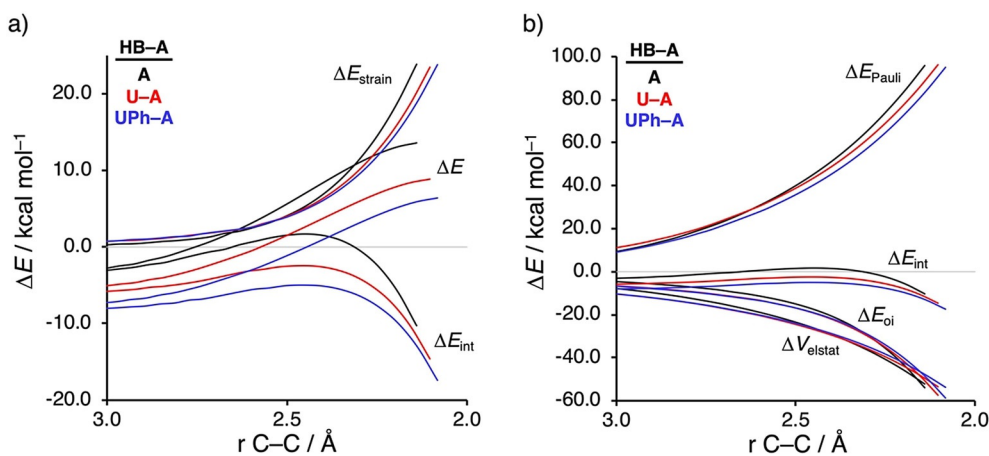 a)
HB–A
A
U–A
UPh–A
ΔE / kcal mol⁻¹
20.0
10.0
0.0
-10.0
-20.0
ΔEstrain
ΔE
ΔEint
3.0 2.5 2.0
r C–C / Å
b)
HB–A
A
U–A
UPh–A
ΔE / kcal mol⁻¹
100.0
80.0
60.0
40.0
20.0
0.0
-20.0
-40.0
-60.0
ΔEPauli
ΔEint
ΔEoi
ΔVelstat
3.0 2.5 2.0
r C–C / Å